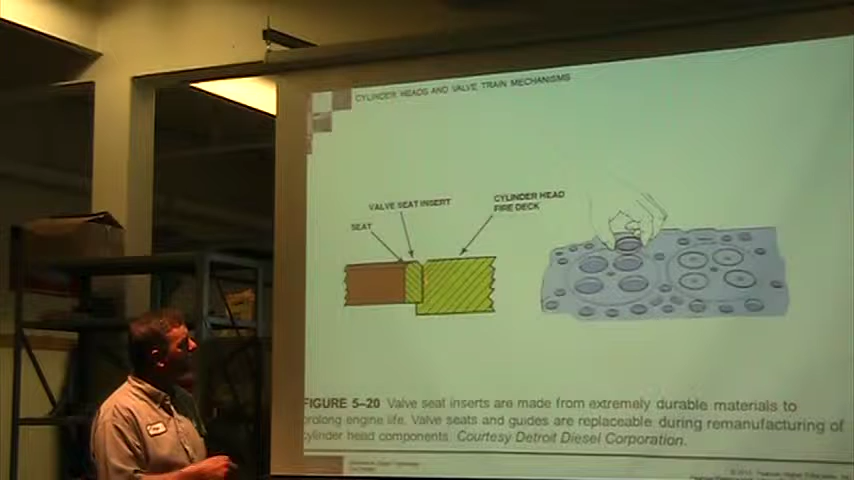 CYLINDER HEADS AND VALVE TRAIN MECHANISMS
VALVE SEAT INSERT
CYLINDER HEAD
FIRE DECK
SEAT
FIGURE 5–20 Valve seat inserts are made from extremely durable materials to
prolong engine life. Valve seats and guides are replaceable during remanufacturing of
cylinder head components. Courtesy Detroit Diesel Corporation.